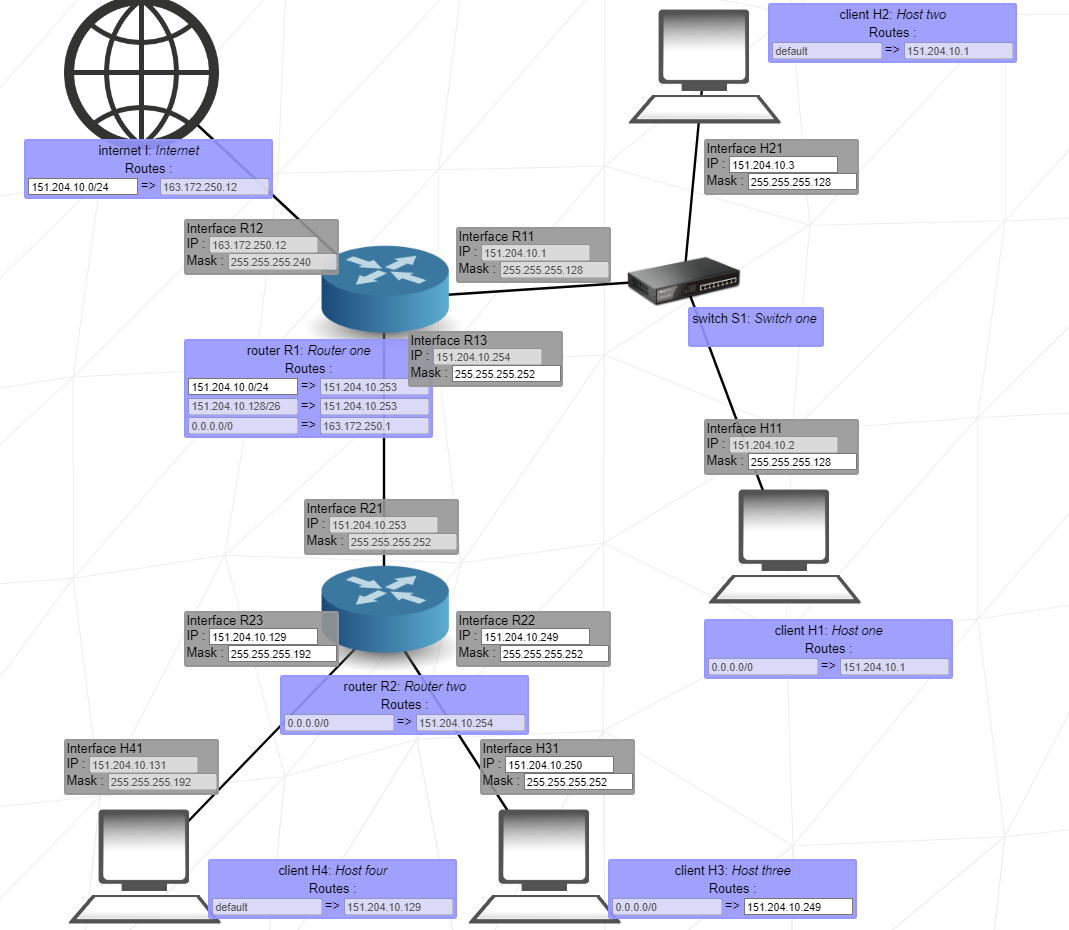 client H2: Host two
Routes :
default => 151.204.10.1
internet I: Internet
Routes :
151.204.10.0/24 => 163.172.250.12
Interface H21
IP : 151.204.10.3
Mask : 255.255.255.128
Interface R12
IP : 163.172.250.12
Mask : 255.255.255.240
Interface R11
IP : 151.204.10.1
Mask : 255.255.255.128
switch S1: Switch one
router R1: Router one
Routes :
151.204.10.0/24 => 151.204.10.253
151.204.10.128/26 => 151.204.10.253
0.0.0.0/0 => 163.172.250.1
Interface R13
IP : 151.204.10.254
Mask : 255.255.255.252
Interface H11
IP : 151.204.10.2
Mask : 255.255.255.128
Interface R21
IP : 151.204.10.253
Mask : 255.255.255.252
Interface R23
IP : 151.204.10.129
Mask : 255.255.255.192
Interface R22
IP : 151.204.10.249
Mask : 255.255.255.252
client H1: Host one
Routes :
0.0.0.0/0 => 151.204.10.1
router R2: Router two
Routes :
0.0.0.0/0 => 151.204.10.254
Interface H41
IP : 151.204.10.131
Mask : 255.255.255.192
Interface H31
IP : 151.204.10.250
Mask : 255.255.255.252
client H4: Host four
Routes :
default => 151.204.10.129
client H3: Host three
Routes :
0.0.0.0/0 => 151.204.10.249